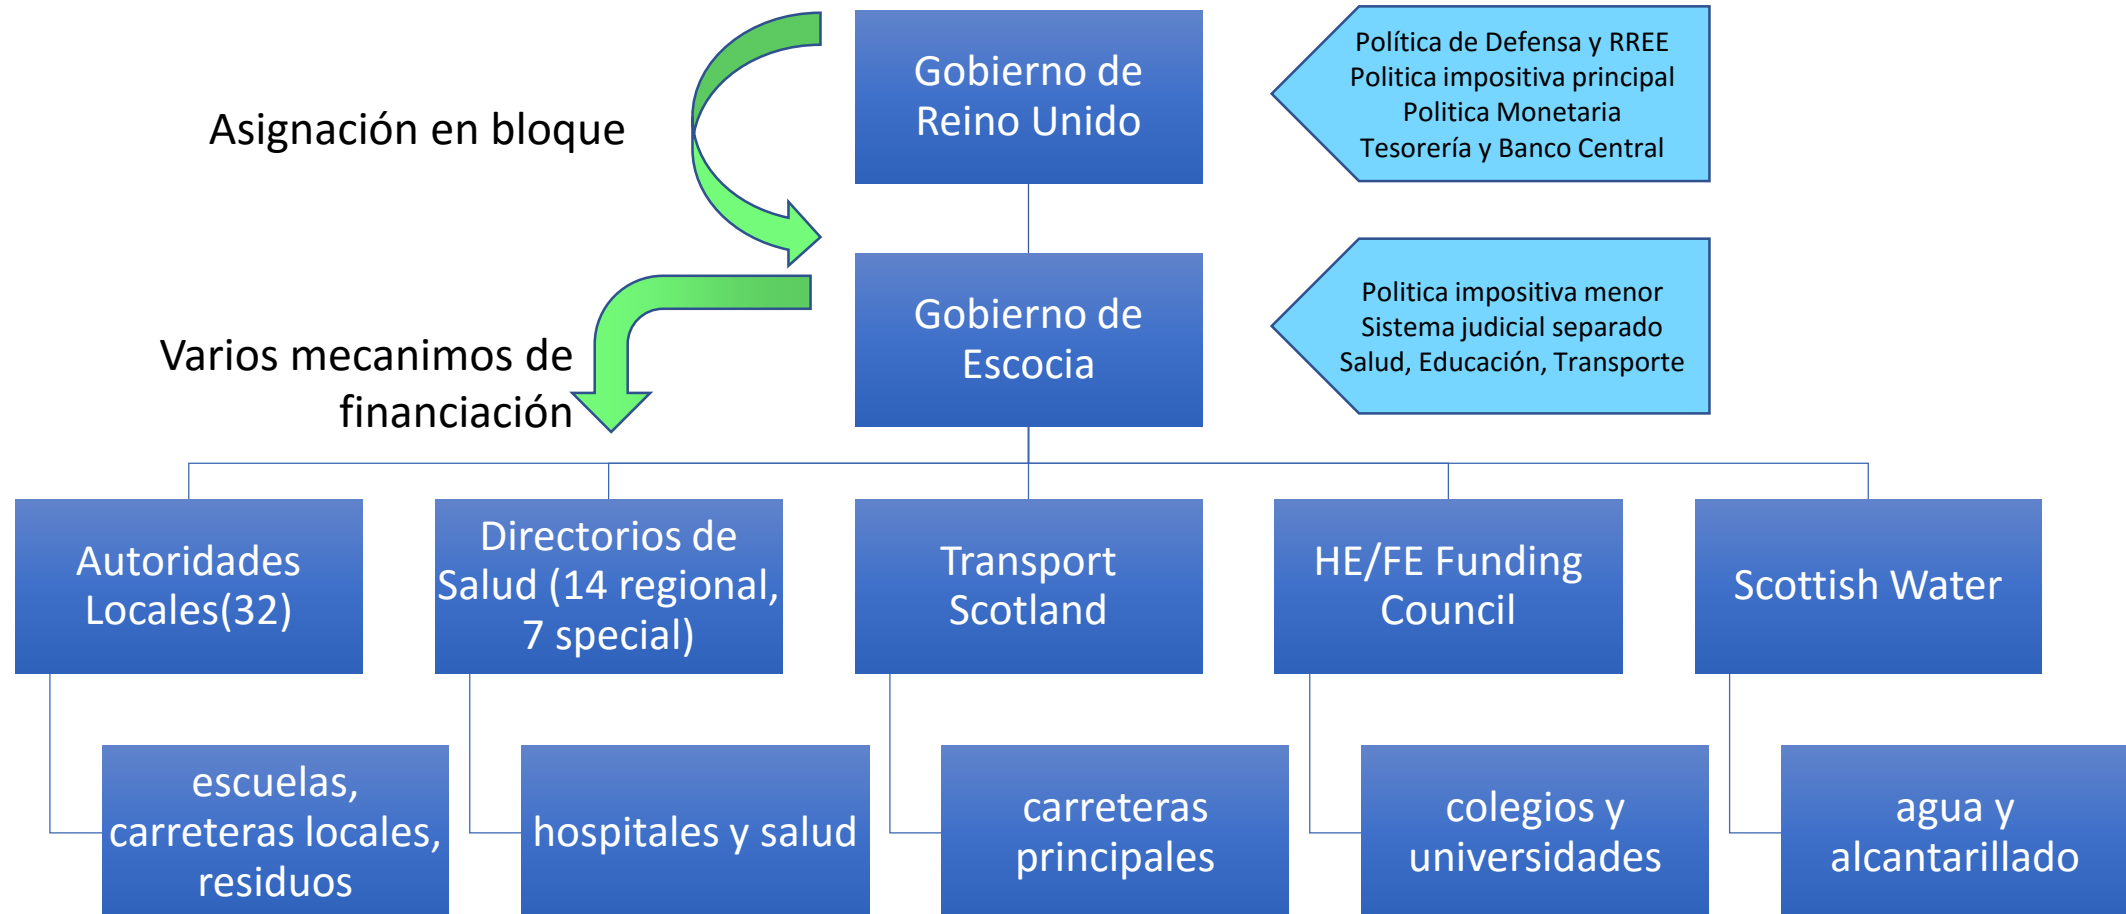 Asignación en bloque
Gobierno de
Reino Unido
Política de Defensa y RREE
Politica impositiva principal
Politica Monetaria
Tesorería y Banco Central
Varios mecanimos de
financiación
Gobierno de
Escocia
Politica impositiva menor
Sistema judicial separado
Salud, Educación, Transporte
Autoridades
Locales(32)
Directorios de
Salud (14 regional,
7 special)
Transport
Scotland
HE/FE Funding
Council
Scottish Water
escuelas,
carreteras locales,
residuos
hospitales y salud
carreteras
principales
colegios y
universidades
agua y
alcantarillado